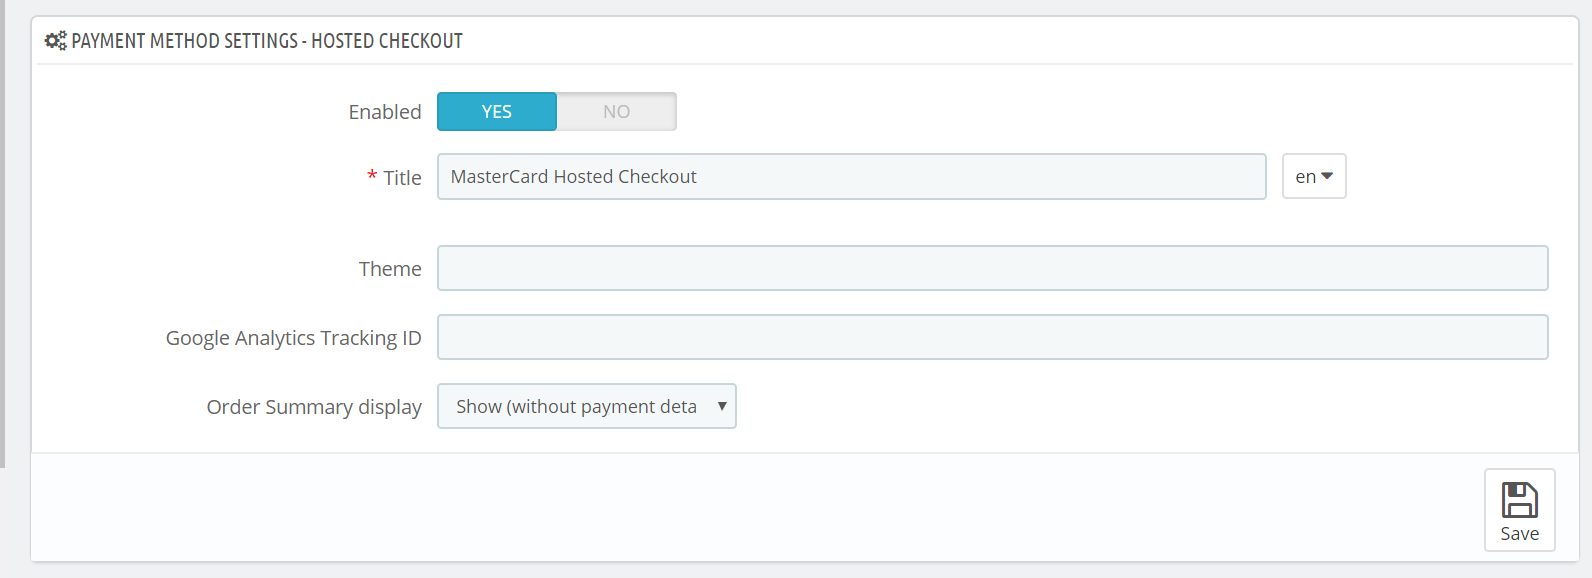 PAYMENT METHOD SETTINGS - HOSTED CHECKOUT
Enabled YES NO
* Title MasterCard Hosted Checkout en
Theme
Google Analytics Tracking ID
Order Summary display Show (without payment deta
Save